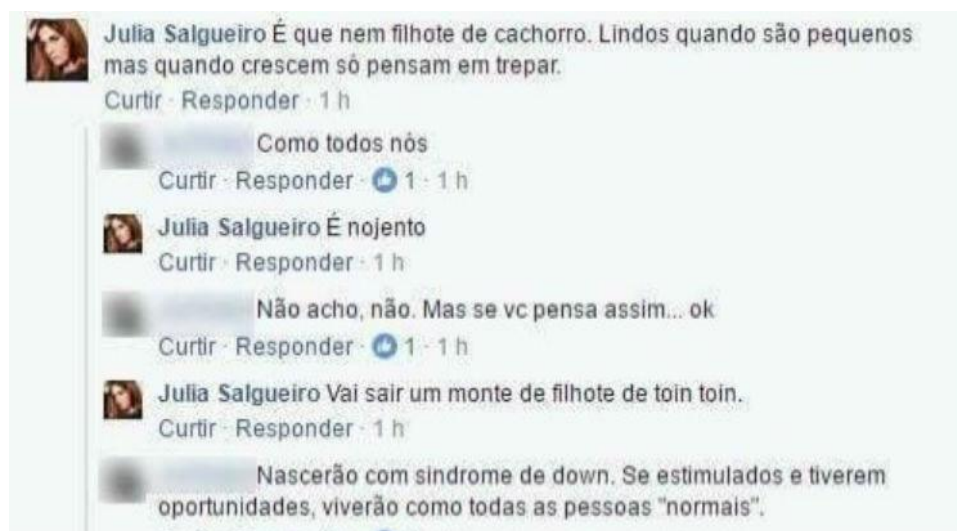 Julia Salgueiro É que nem filhote de cachorro. Lindos quando são pequenos
mas quando crescem só pensam em trepar.
Curtir · Responder · 1 h
Como todos nós
Curtir · Responder · 1 · 1 h
Julia Salgueiro É nojento
Curtir · Responder · 1 h
Não acho, não. Mas se vc pensa assim... ok
Curtir · Responder · 1 · 1 h
Julia Salgueiro Vai sair um monte de filhote de toin toin.
Curtir · Responder · 1 h
Nascerão com sindrome de down. Se estimulados e tiverem
oportunidades, viverão como todas as pessoas "normais".